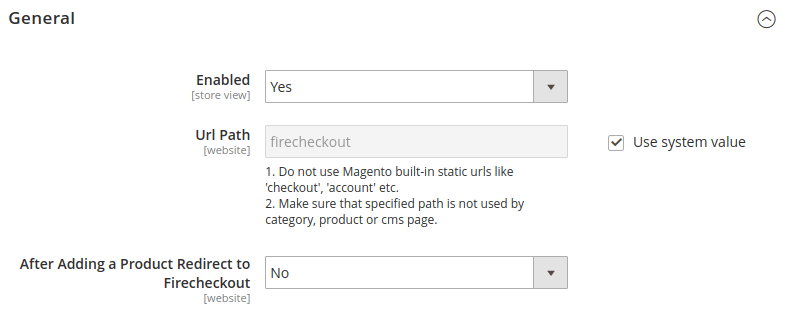 General
Enabled
[store view]
Yes
Url Path
[website]
firecheckout
Use system value
1. Do not use Magento built-in static urls like
'checkout', 'account' etc.
2. Make sure that specified path is not used by
category, product or cms page.
After Adding a Product Redirect to
Firecheckout
[website]
No